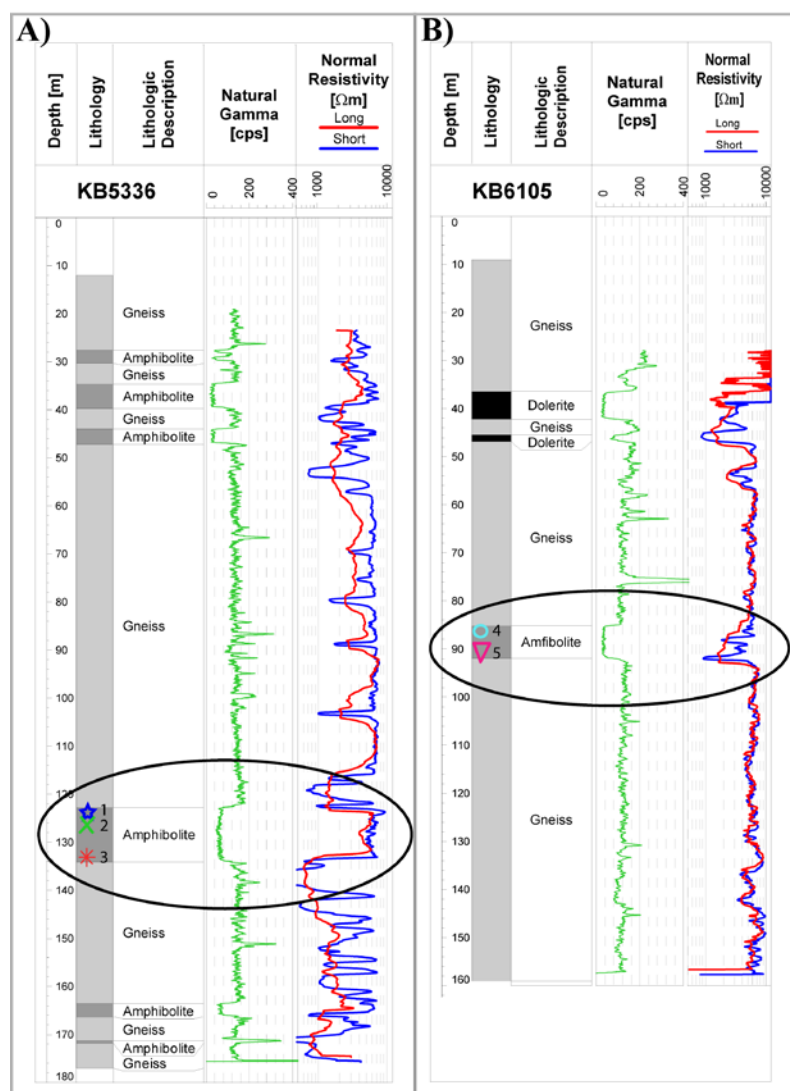 A)
Depth [m]
Lithology
Lithologic
Description
Natural
Gamma
[cps]
Normal
Resistivity
[Ωm]
Long
Short
KB5336
0
200
400
1000
10000
0
10
20
30
40
50
60
70
80
90
100
110
120
130
140
150
160
170
180
Gneiss
Amphibolite
Gneiss
Amphibolite
Gneiss
Amphibolite
Gneiss
1
2
Amphibolite
3
Gneiss
Amphibolite
Gneiss
Amphibolite
Gneiss
B)
Depth [m]
Lithology
Lithologic
Description
Natural
Gamma
[cps]
Normal
Resistivity
[Ωm]
Long
Short
KB6105
0
200
400
1000
10000
0
10
20
30
40
50
60
70
80
90
100
110
120
130
140
150
160
Gneiss
Dolerite
Gneiss
Dolerite
Gneiss
4
Amfibolite
5
Gneiss